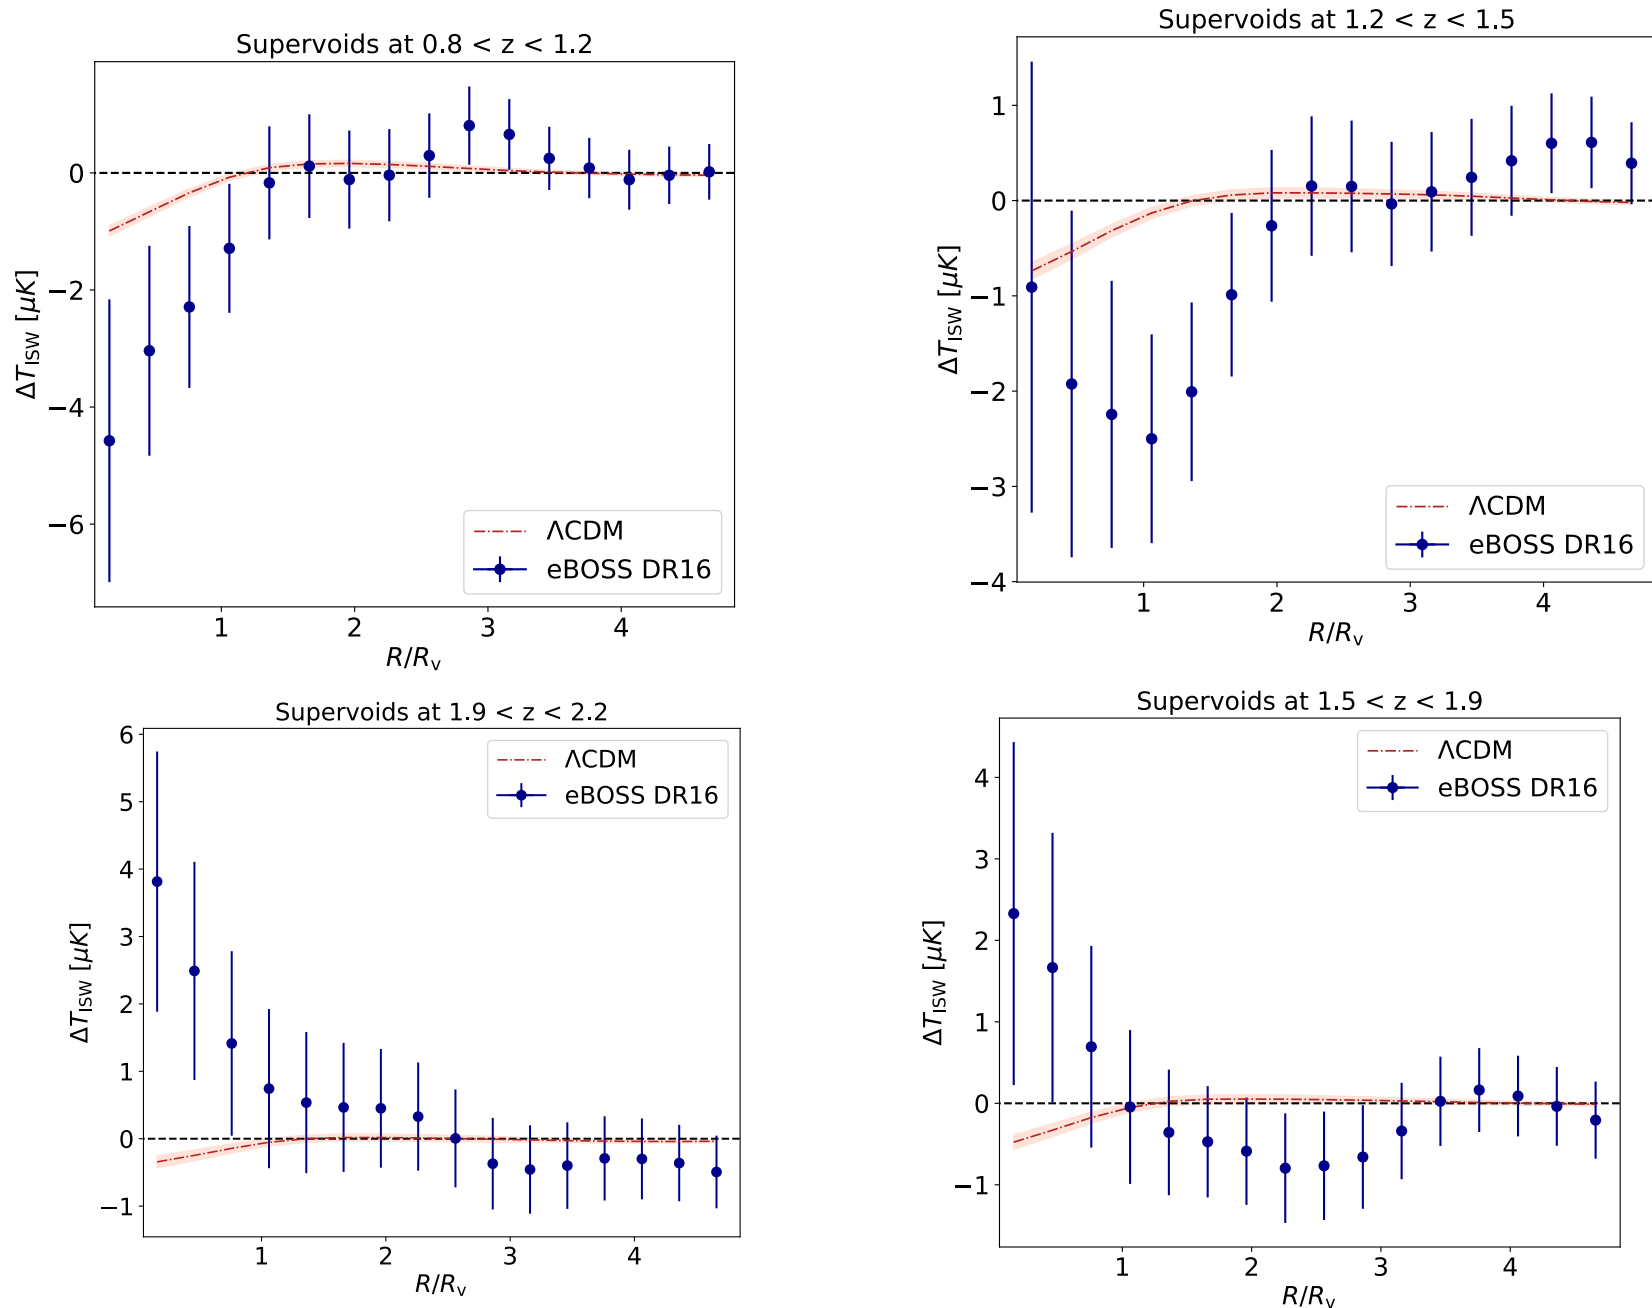 Supervoids at 0.8 < z < 1.2
0
−2
−4
−6
ΔT_ISW [μK]
1 2 3 4
R/R_v
ΛCDM
eBOSS DR16
Supervoids at 1.2 < z < 1.5
1
0
−1
−2
−3
−4
ΔT_ISW [μK]
1 2 3 4
R/R_v
ΛCDM
eBOSS DR16
Supervoids at 1.9 < z < 2.2
6
5
4
3
2
1
0
−1
ΔT_ISW [μK]
1 2 3 4
R/R_v
ΛCDM
eBOSS DR16
Supervoids at 1.5 < z < 1.9
4
3
2
1
0
−1
ΔT_ISW [μK]
1 2 3 4
R/R_v
ΛCDM
eBOSS DR16